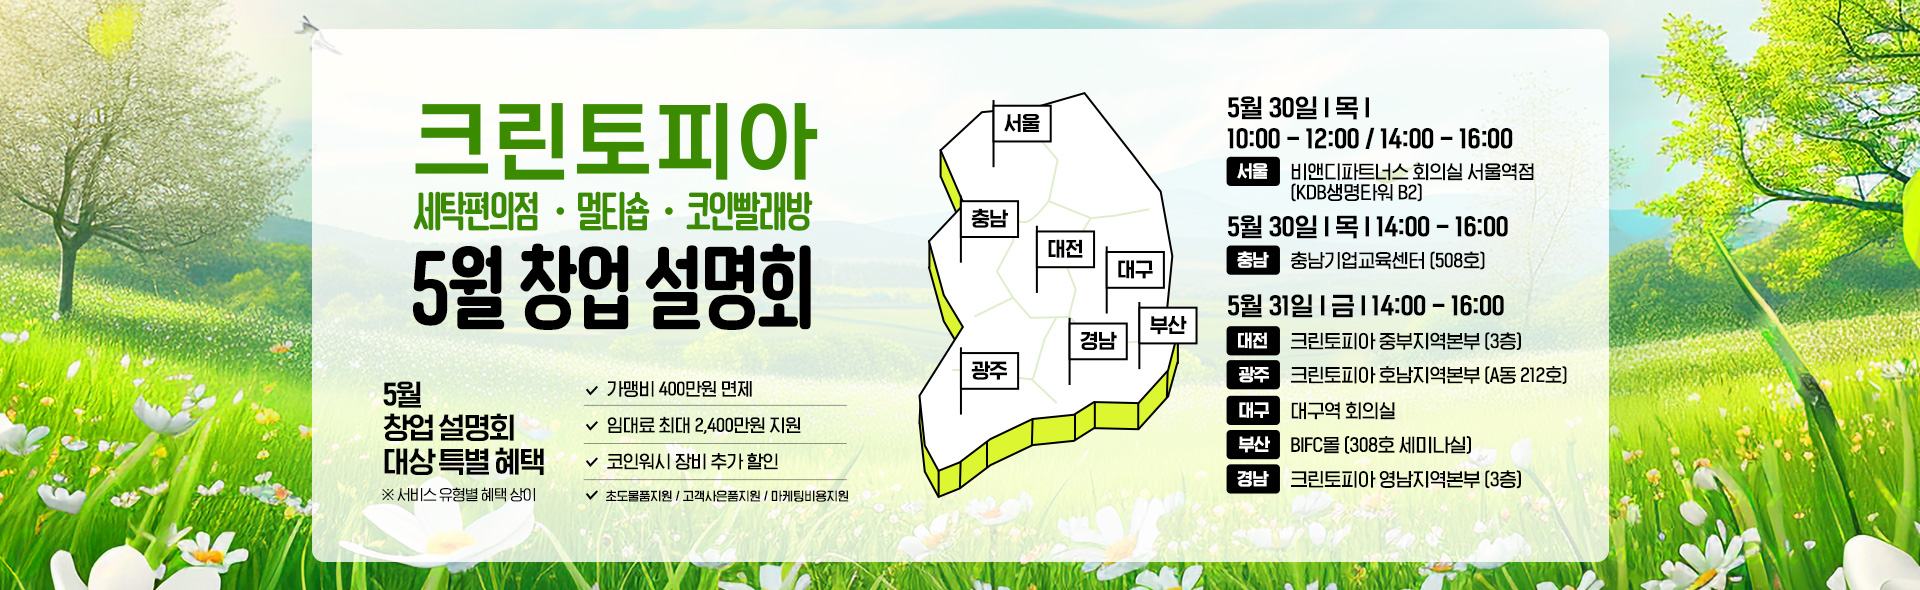 크린토피아
세탁편의점 · 멀티숍 · 코인빨래방
5월 창업 설명회
5월
창업 설명회
대상 특별 혜택
※ 서비스 유형별 혜택 상이
가맹비 400만원 면제
임대료 최대 2,400만원 지원
코인워시 장비 추가 할인
초도물품지원 / 고객사은품지원 / 마케팅비용지원
서울
충남
대전
대구
부산
경남
광주
5월 30일 I 목 I
10:00 – 12:00 / 14:00 – 16:00
서울 비앤디파트너스 회의실 서울역점
(KDB생명타워 B2)
5월 30일 I 목 I 14:00 – 16:00
충남 충남기업교육센터 (508호)
5월 31일 I 금 I 14:00 – 16:00
대전 크린토피아 중부지역본부 (3층)
광주 크린토피아 호남지역본부 (A동 212호)
대구 대구역 회의실
부산 BIFC몰 (308호 세미나실)
경남 크린토피아 영남지역본부 (3층)